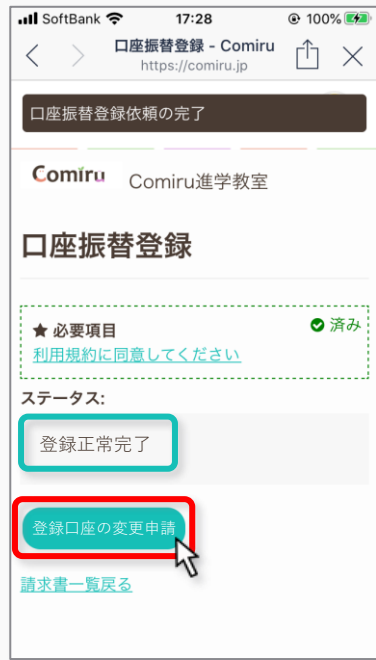 SoftBank 17:28 100%
口座振替登録 - Comiru
https://comiru.jp
口座振替登録依頼の完了
Comiru Comiru進学教室
口座振替登録
★ 必要項目 済み
利用規約に同意してください
ステータス:
登録正常完了
登録口座の変更申請
請求書一覧戻る